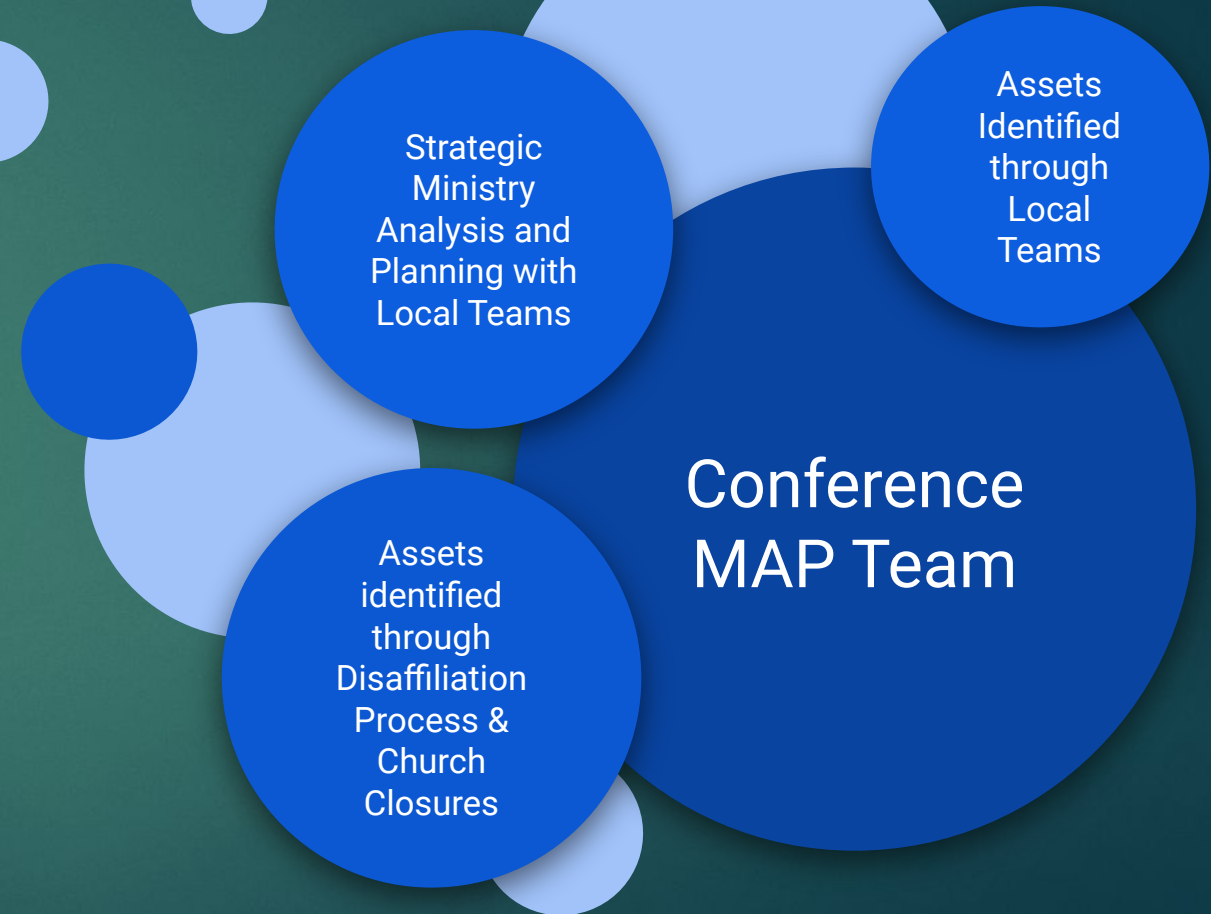 Strategic
Ministry
Analysis and
Planning with
Local Teams
Assets
Identified
through
Local
Teams
Conference
MAP Team
Assets
identified
through
Disaffiliation
Process &
Church
Closures